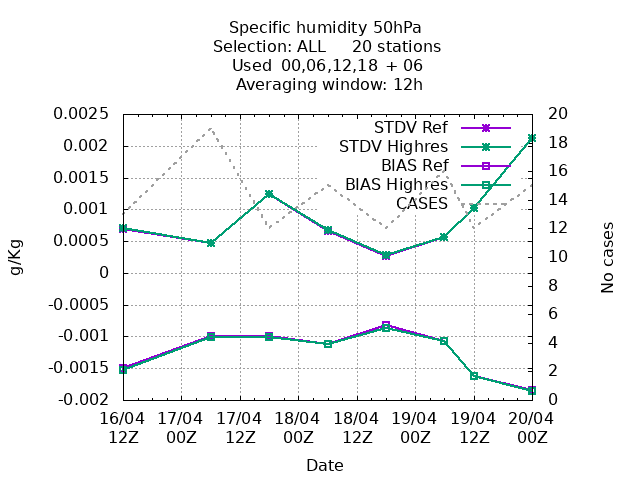 Specific humidity 50hPa
Selection: ALL 20 stations
Used 00,06,12,18 + 06
Averaging window: 12h
0.0025
0.002
0.0015
0.001
0.0005
0
-0.0005
-0.001
-0.0015
-0.002
g/Kg
STDV Ref
STDV Highres
BIAS Ref
BIAS Highres
CASES
20
18
16
14
12
10
8
6
4
2
0
No cases
16/04 17/04 17/04 18/04 18/04 19/04 19/04 20/04
12Z 00Z 12Z 00Z 12Z 00Z 12Z 00Z
Date